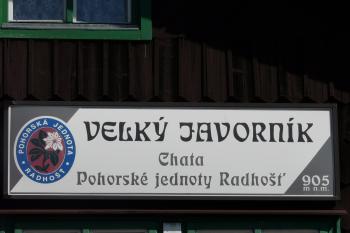 POHORSKÁ JEDNOTA
RADHOŠŤ
VELKÝ JAVORNÍK
Chata
Pohorské jednoty Radhošť
905
m n.m.